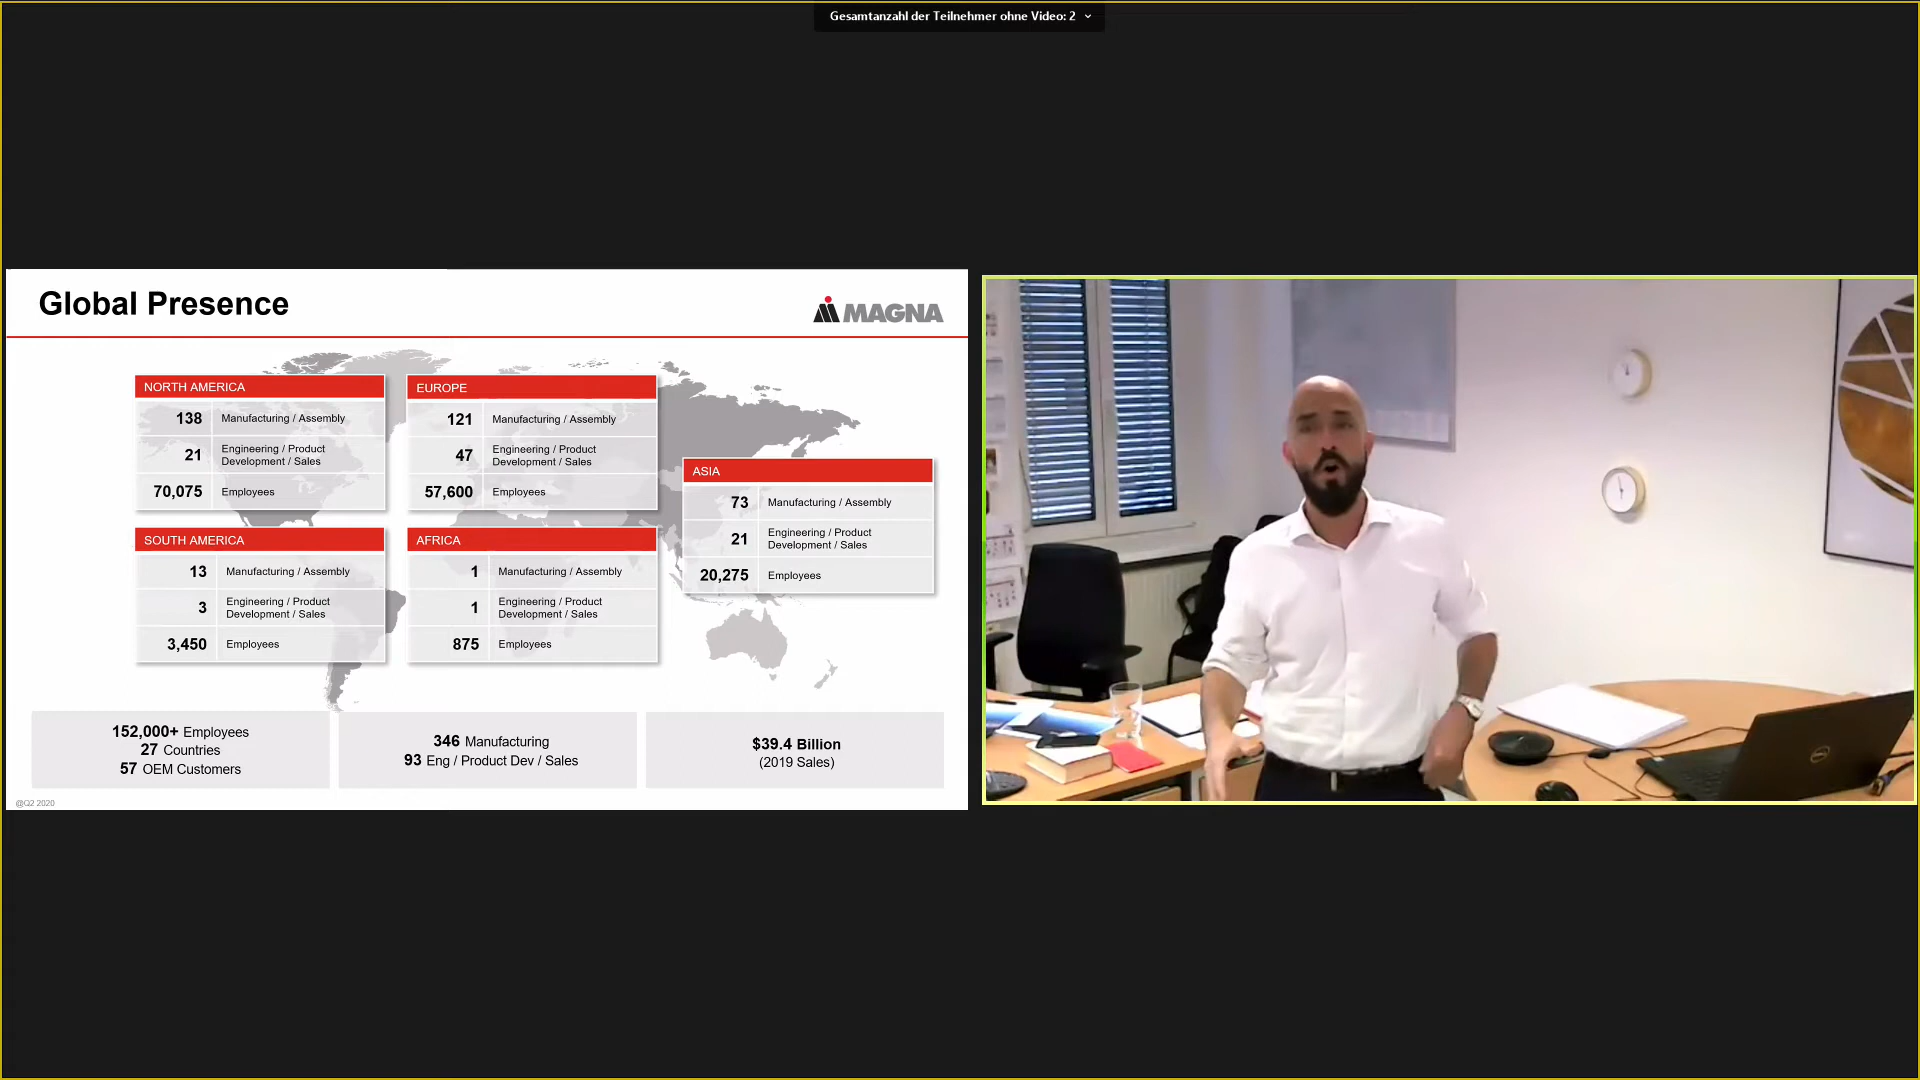 Gesamtanzahl der Teilnehmer ohne Video: 2
Global Presence
MAGNA
NORTH AMERICA
138 Manufacturing / Assembly
21 Engineering / Product
Development / Sales
70,075 Employees
EUROPE
121 Manufacturing / Assembly
47 Engineering / Product
Development / Sales
57,600 Employees
ASIA
73 Manufacturing / Assembly
21 Engineering / Product
Development / Sales
20,275 Employees
SOUTH AMERICA
13 Manufacturing / Assembly
3 Engineering / Product
Development / Sales
3,450 Employees
AFRICA
1 Manufacturing / Assembly
1 Engineering / Product
Development / Sales
875 Employees
152,000+ Employees
27 Countries
57 OEM Customers
346 Manufacturing
93 Eng / Product Dev / Sales
$39.4 Billion
(2019 Sales)
@Q2 2020
DELL